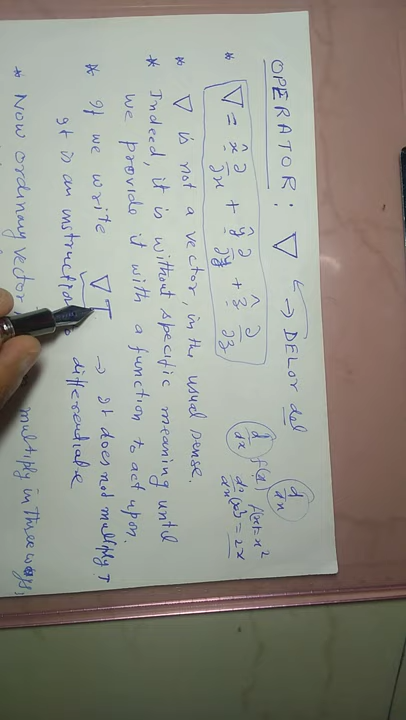 OPERATOR : ∇ → DEL or del
* ∇ = x̂ ∂/∂x + ŷ ∂/∂y + ẑ ∂/∂z
d/dx
d/dx f(x) f(x)=x²
d/dx (x²) = 2x
* ∇ is not a vector, in the usual sense.
* Indeed, it is without specific meaning until
we provide it with a function to act upon.
* If we write ∇T → It does not multiply T
It is an instruction differentiate
* Now ordinary vector multiply in three ways,